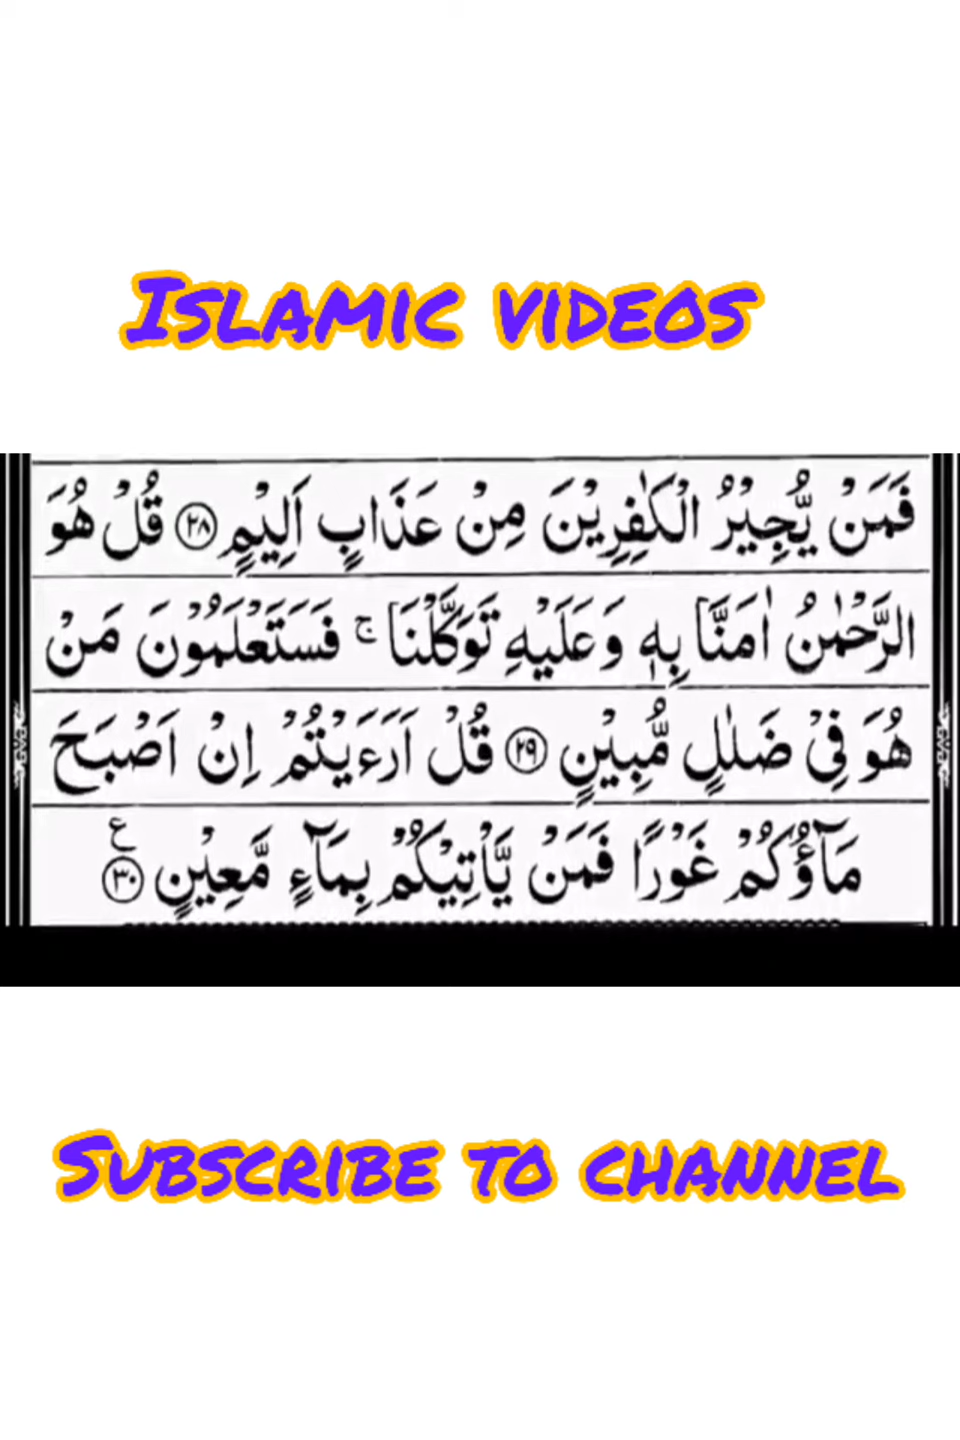 ISLAMIC VIDEOS
فَمَنْ يُّجِيْرُ الْكٰفِرِيْنَ مِنْ عَذَابٍ اَلِيْمٍ ﴿٢٨﴾ قُلْ هُوَ
الرَّحْمٰنُ اٰمَنَّا بِهٖ وَعَلَيْهِ تَوَكَّلْنَا ۚ فَسَتَعْلَمُوْنَ مَنْ
هُوَ فِيْ ضَلٰلٍ مُّبِيْنٍ ﴿٢٩﴾ قُلْ اَرَءَيْتُمْ اِنْ اَصْبَحَ
مَآؤُكُمْ غَوْرًا فَمَنْ يَّأْتِيْكُمْ بِمَآءٍ مَّعِيْنٍ ﴿٣٠﴾ ع
SUBSCRIBE TO CHANNEL